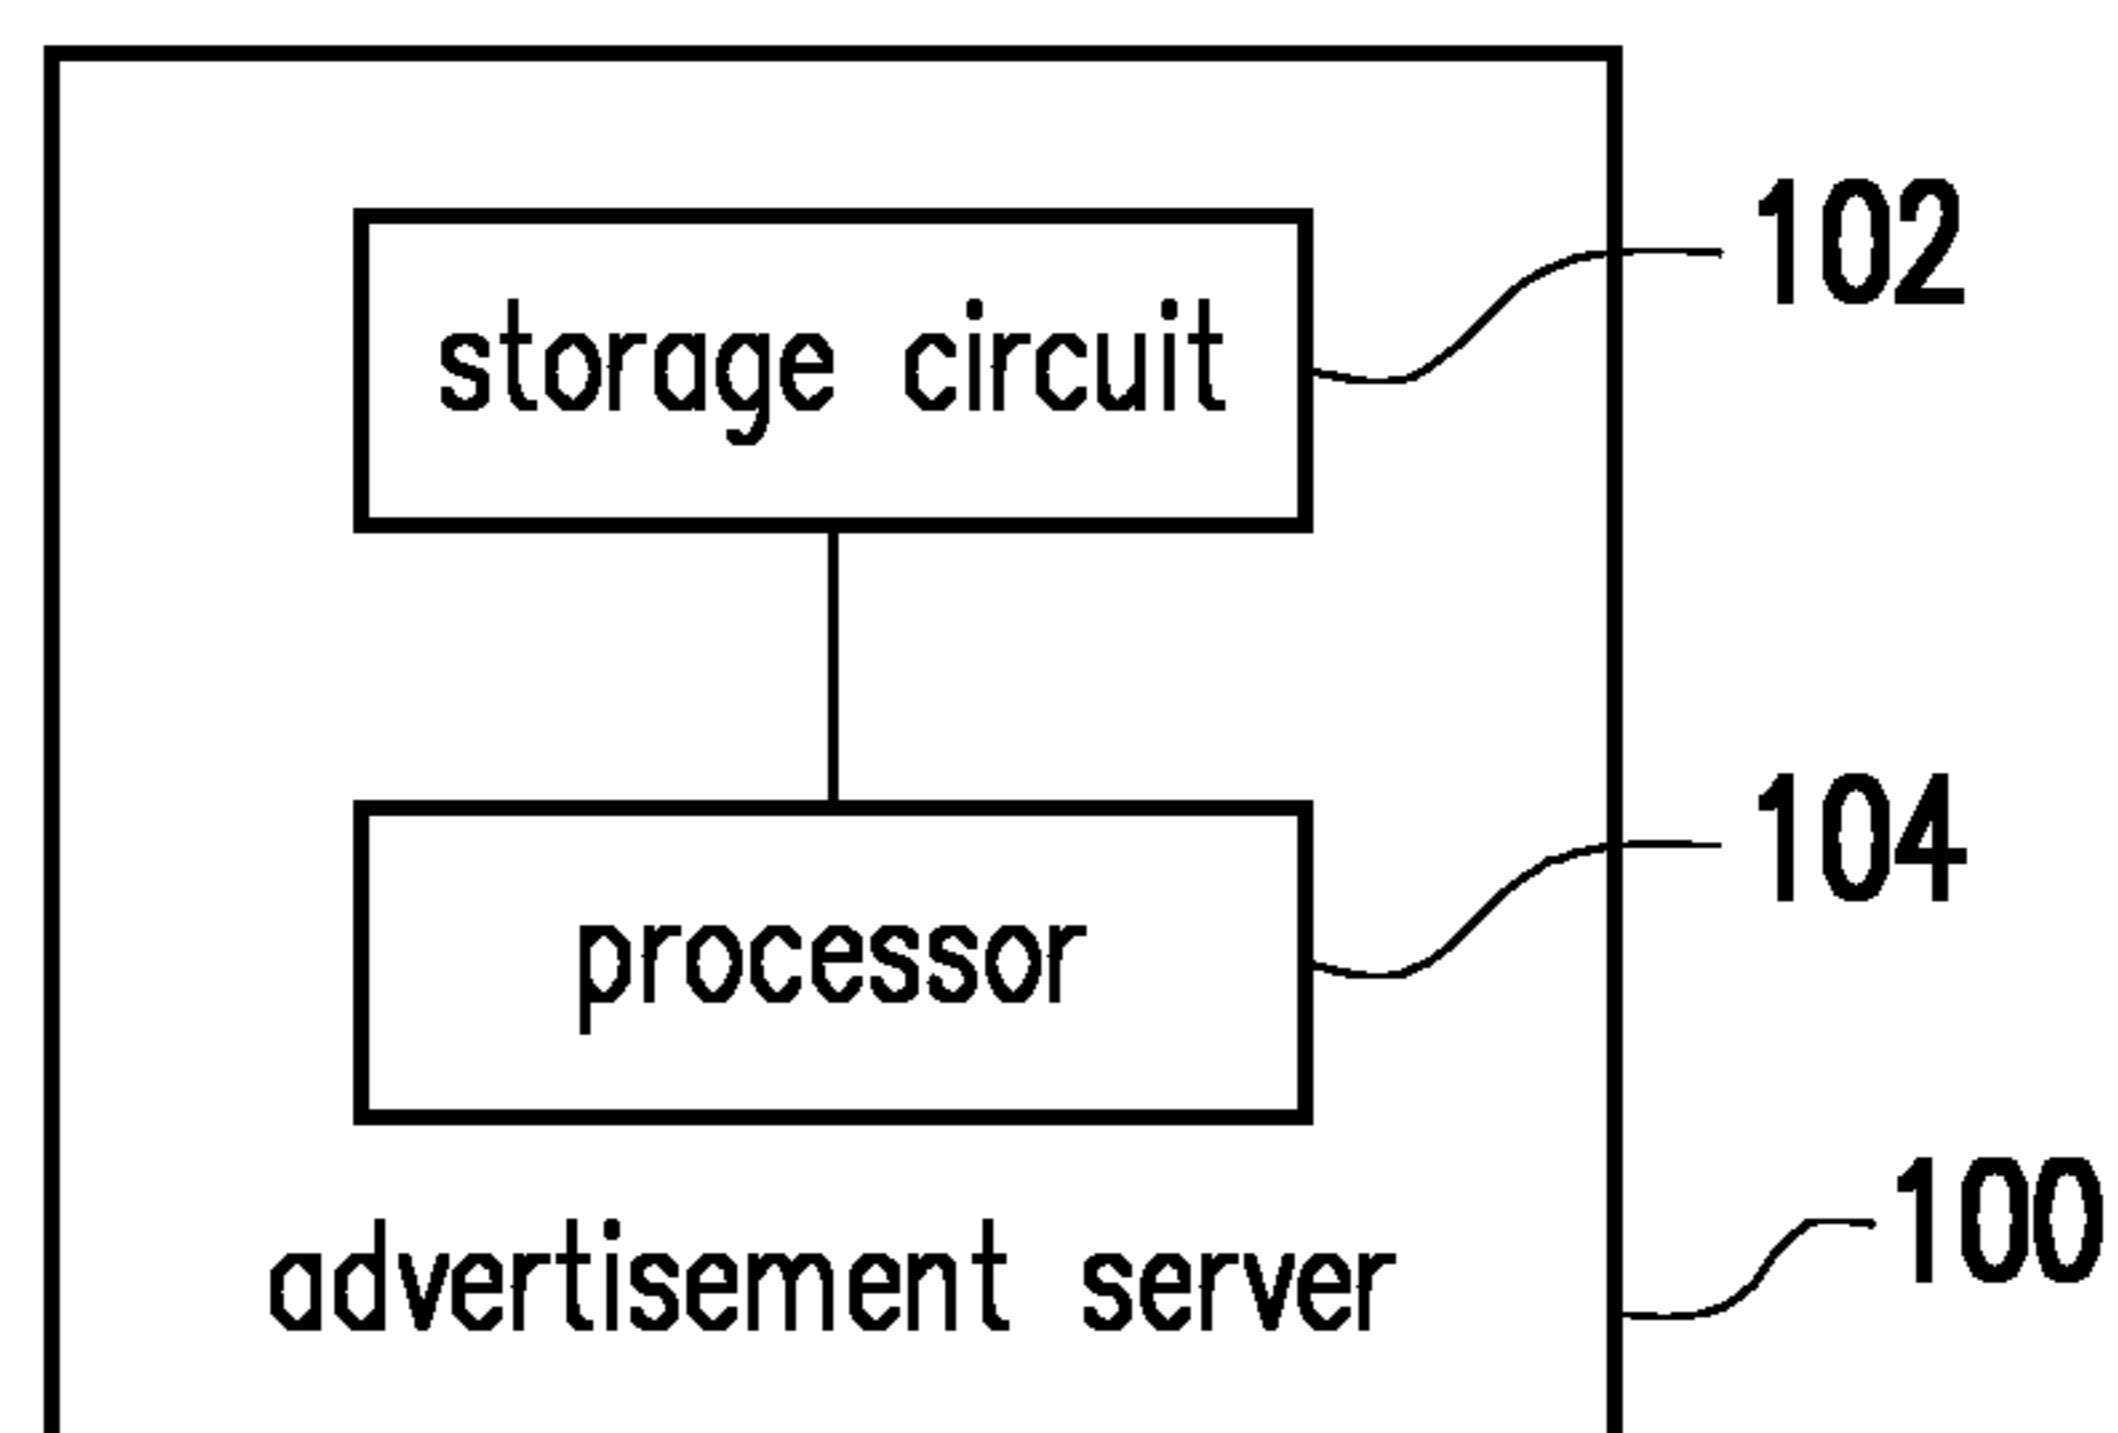 102
storage circuit
104
processor
100
advertisement server